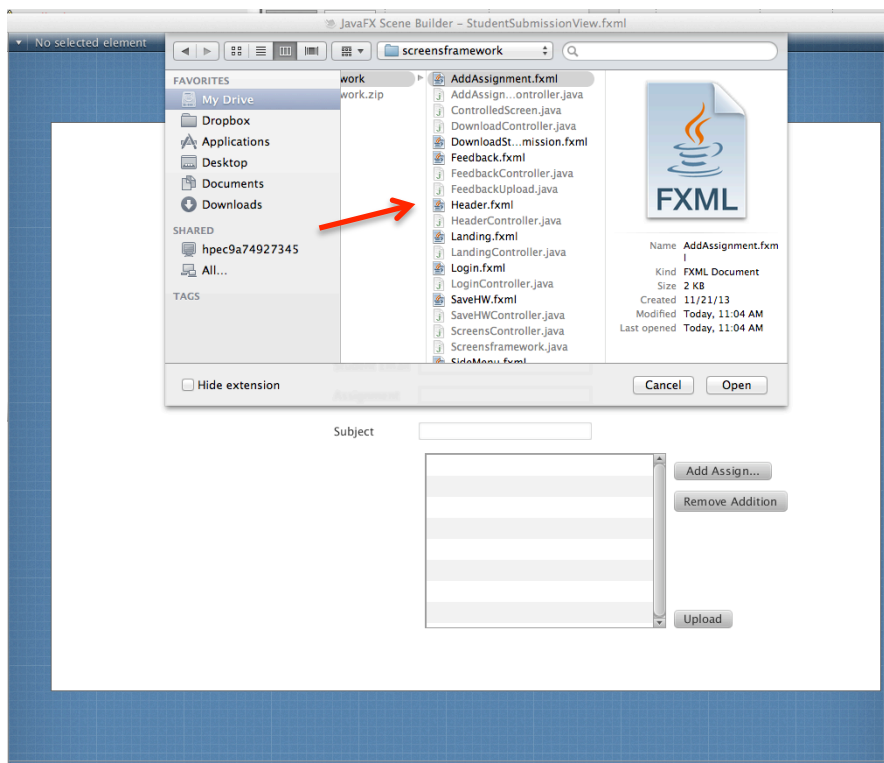 JavaFX Scene Builder – StudentSubmissionView.fxml
No selected element
screensframework
FAVORITES
My Drive
Dropbox
Applications
Desktop
Documents
Downloads
SHARED
hpec9a74927345
All...
TAGS
work
work.zip
AddAssignment.fxml
AddAssign...ontroller.java
ControlledScreen.java
DownloadController.java
DownloadSt...mission.fxml
Feedback.fxml
FeedbackController.java
FeedbackUpload.java
Header.fxml
HeaderController.java
Landing.fxml
LandingController.java
Login.fxml
LoginController.java
SaveHW.fxml
SaveHWController.java
ScreensController.java
Screensframework.java
SideMenu.fxml
FXML
Name AddAssignment.fxm
l
Kind FXML Document
Size 2 KB
Created 11/21/13
Modified Today, 11:04 AM
Last opened Today, 11:04 AM
Hide extension
Cancel
Open
Assignment
Subject
Add Assign...
Remove Addition
Upload